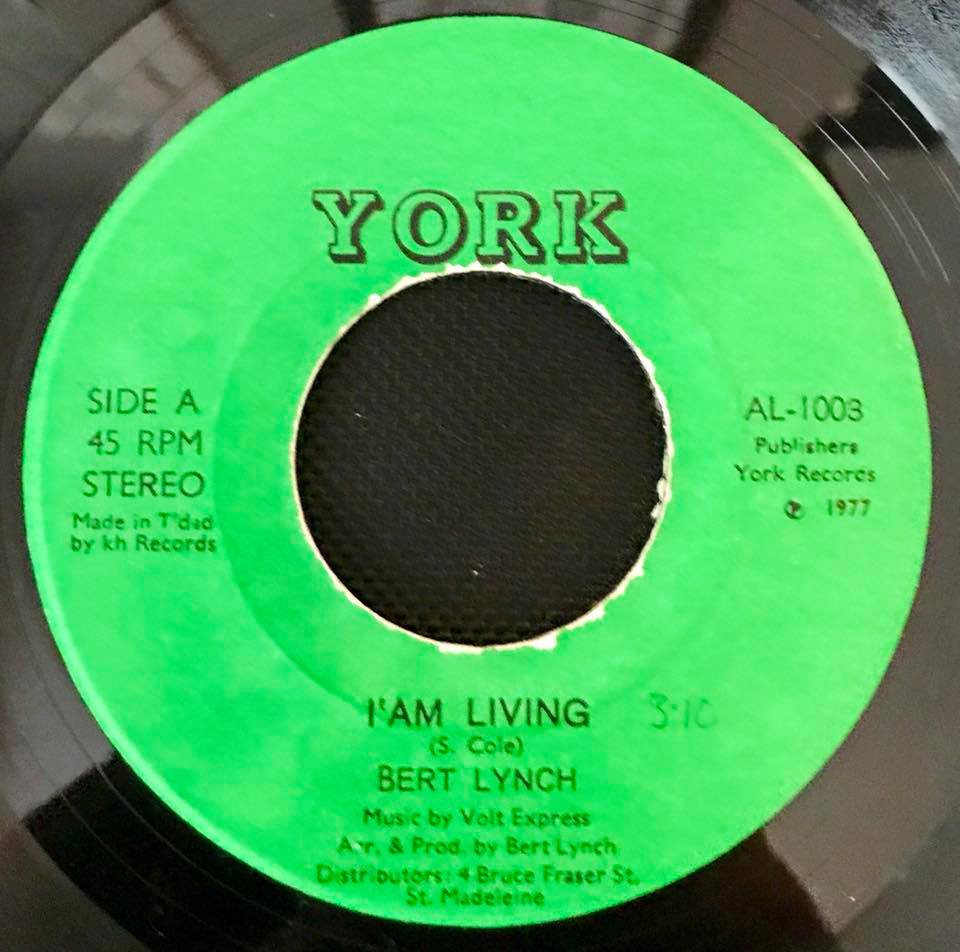 YORK
SIDE A
45 RPM
STEREO
Made in T'dad
by kh Records
AL-1003
Publishers
York Records
℗ 1977
I'AM LIVING 3·10
(S. Cole)
BERT LYNCH
Music by Volt Express
Arr. & Prod. by Bert Lynch
Distributors: 4 Bruce Fraser St.
St. Madeleine